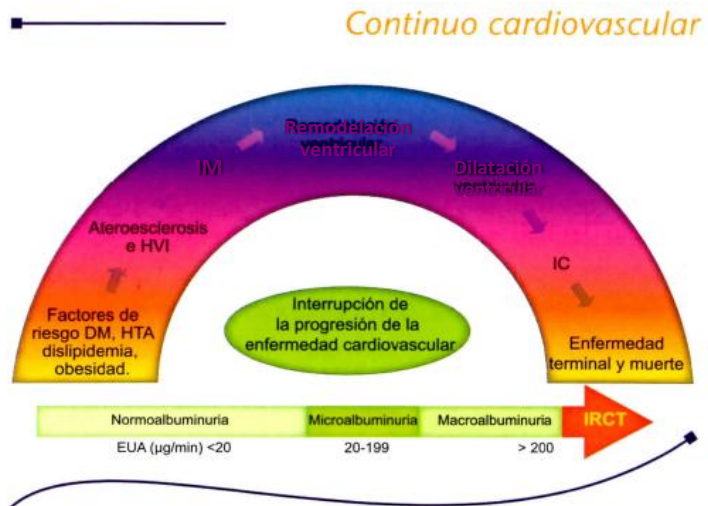 Continuo cardiovascular
Remodelación
ventricular
IM
Dilatación
ventricular
Ateroesclerosis
e HVI
IC
Factores de
riesgo DM, HTA
dislipidemia,
obesidad.
Interrupción de
la progresión de la
enfermedad cardiovascular
Enfermedad
terminal y muerte
Normoalbuminuria Microalbuminuria Macroalbuminuria IRCT
EUA (µg/min) <20 20-199 > 200